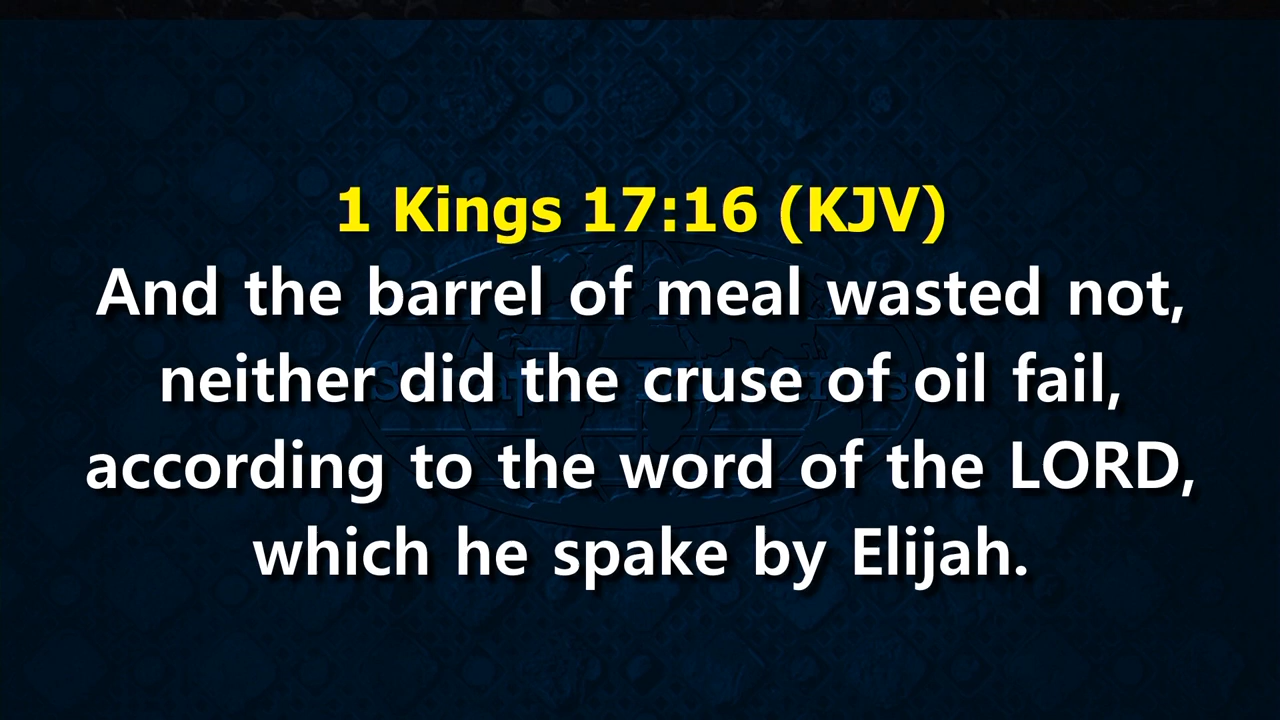 1 Kings 17:16 (KJV)
And the barrel of meal wasted not,
neither did the cruse of oil fail,
according to the word of the LORD,
which he spake by Elijah.